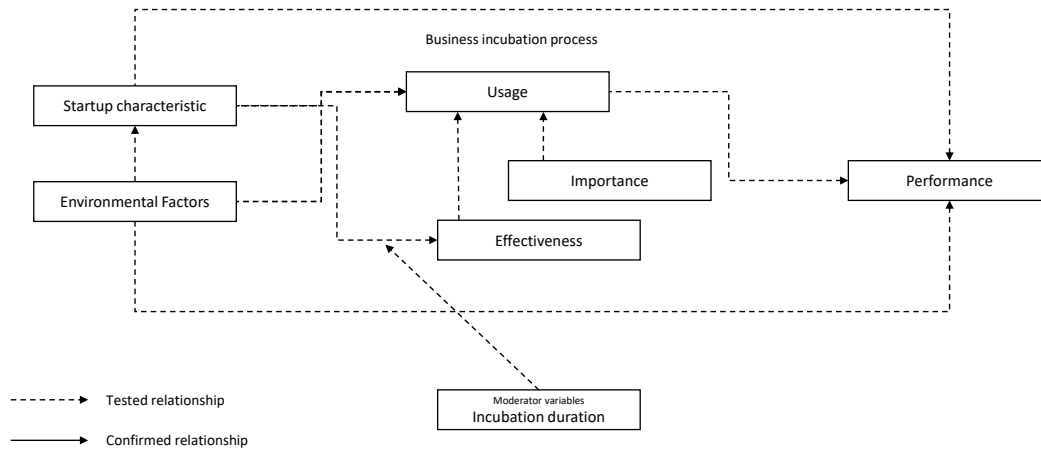 Business incubation process
Usage
Startup characteristic
Importance
Performance
Environmental Factors
Effectiveness
Moderator variables
Incubation duration
Tested relationship
Confirmed relationship